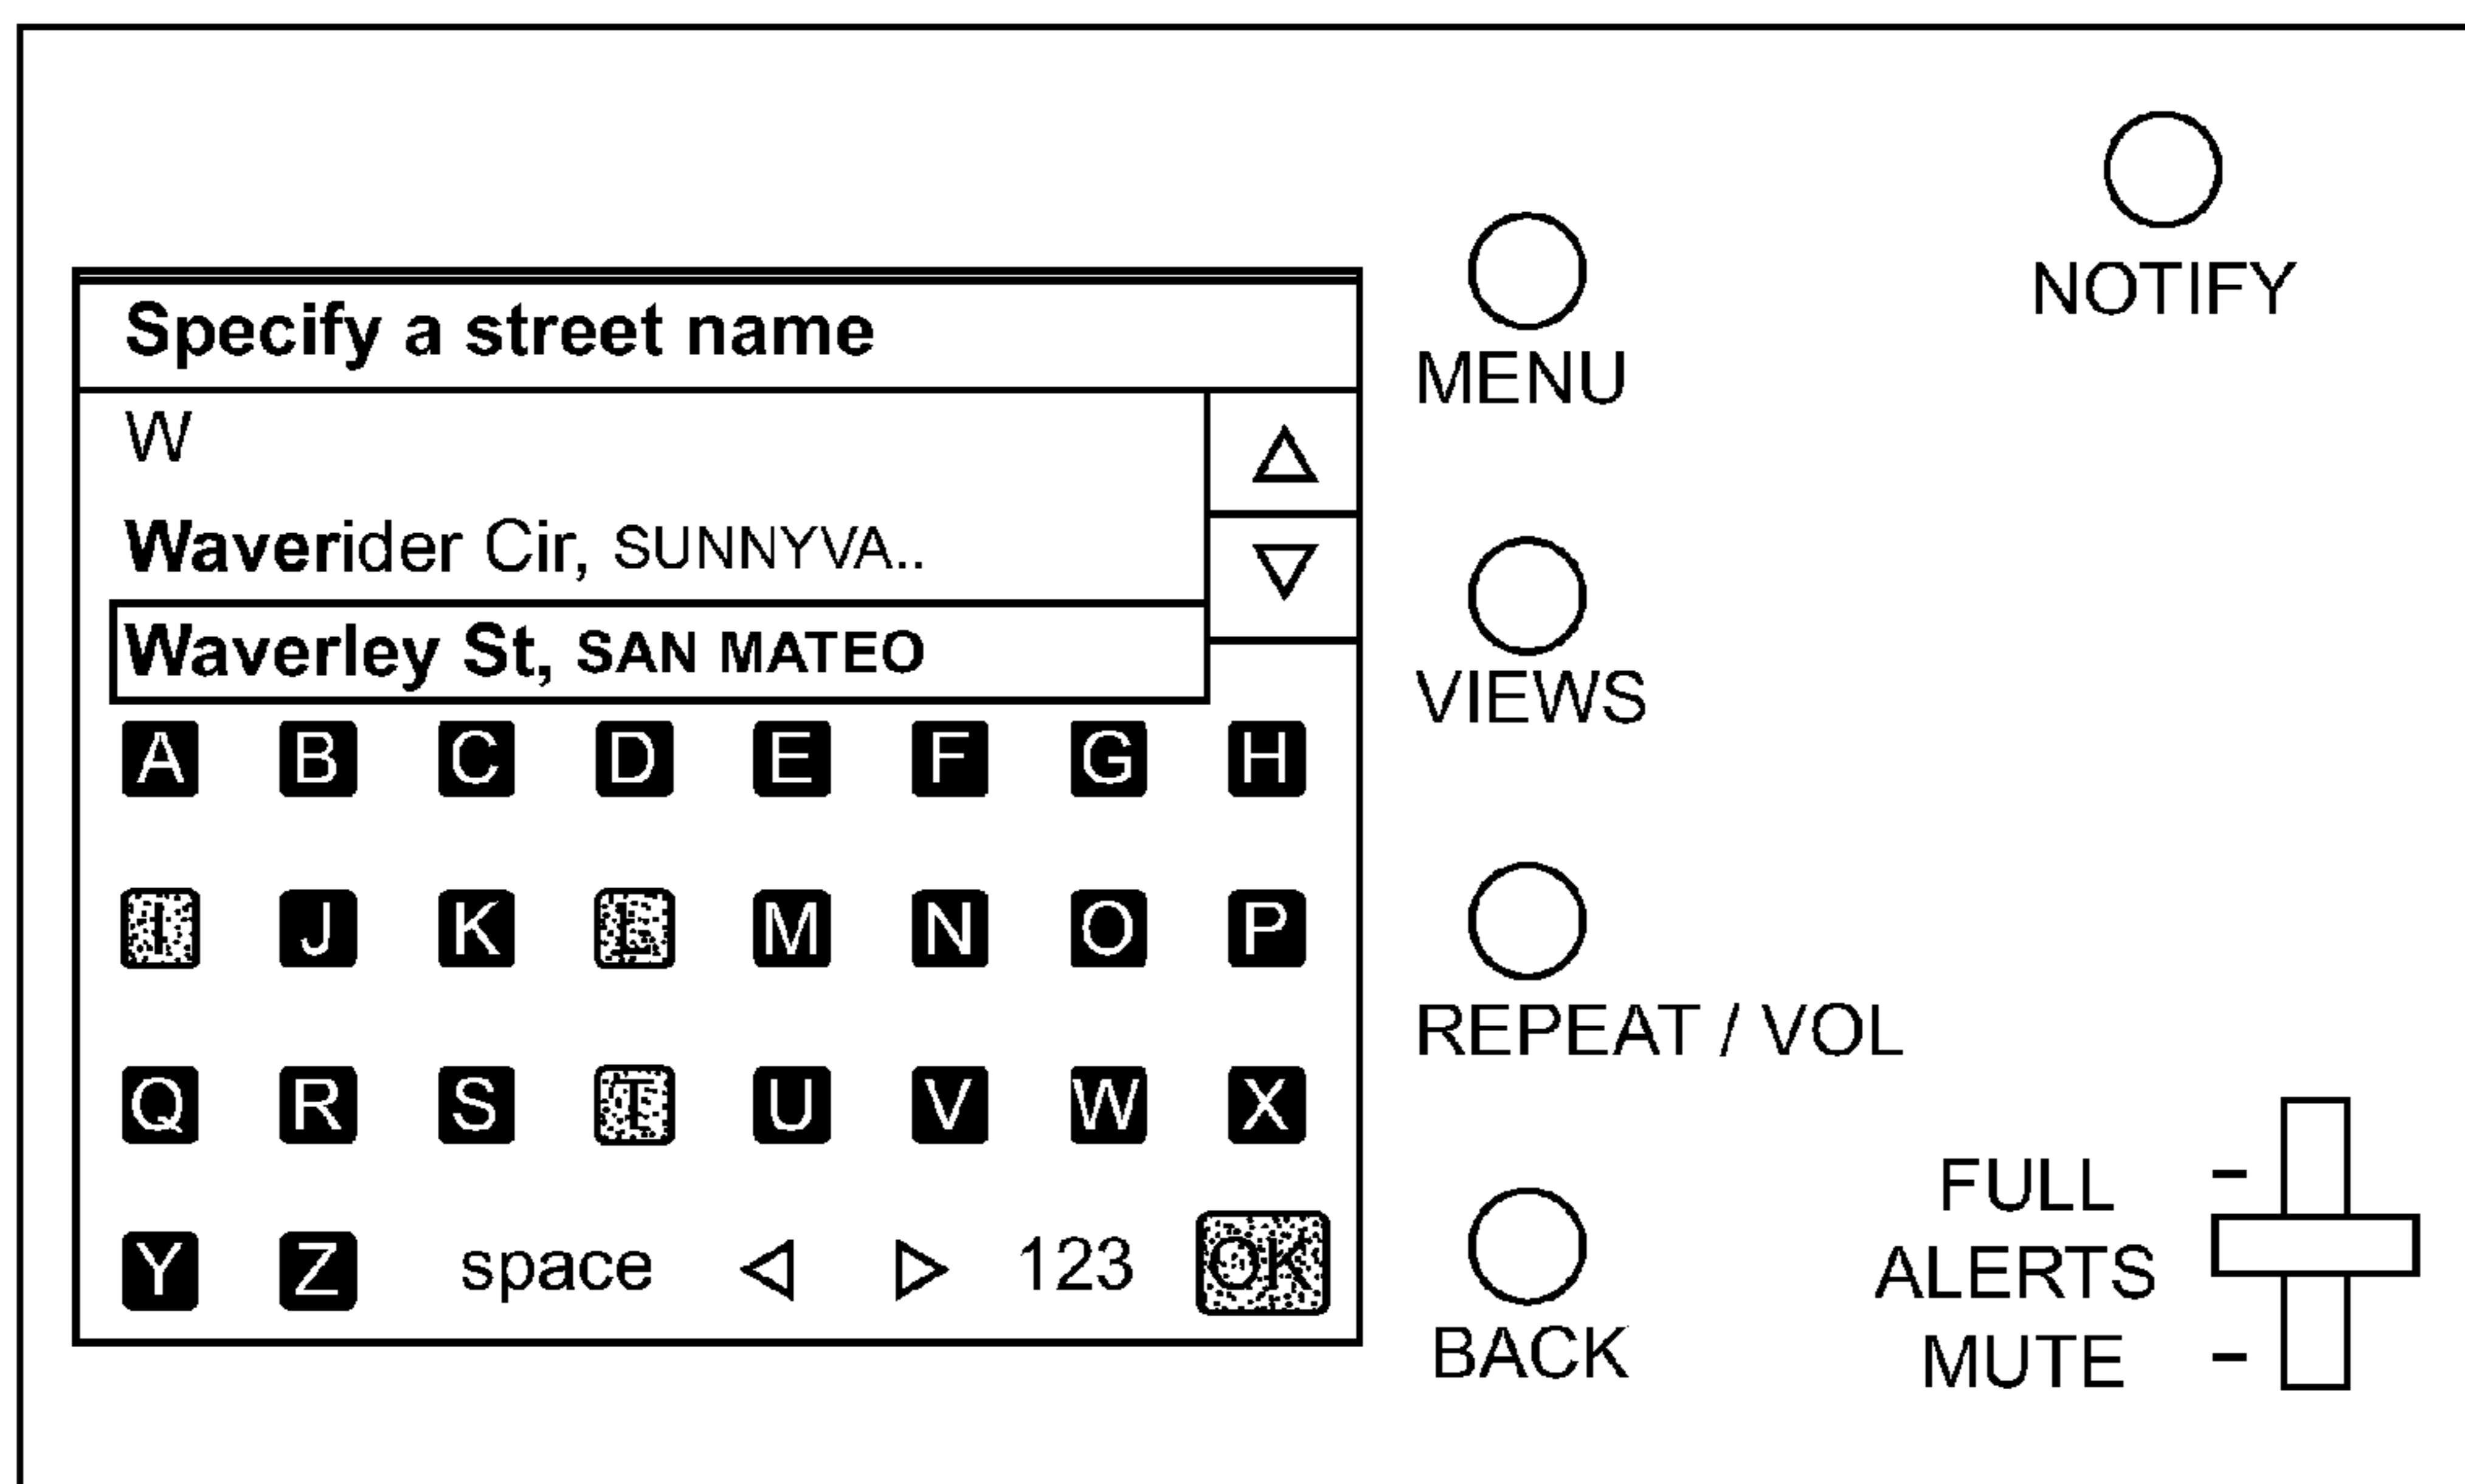 Specify a street name
W
Waverider Cir, SUNNYVA..
Waverley St, SAN MATEO
A B C D E F G H
I J K L M N O P
Q R S T U V W X
Y Z space 123 OK
NOTIFY
MENU
VIEWS
REPEAT / VOL
BACK
FULL
ALERTS
MUTE